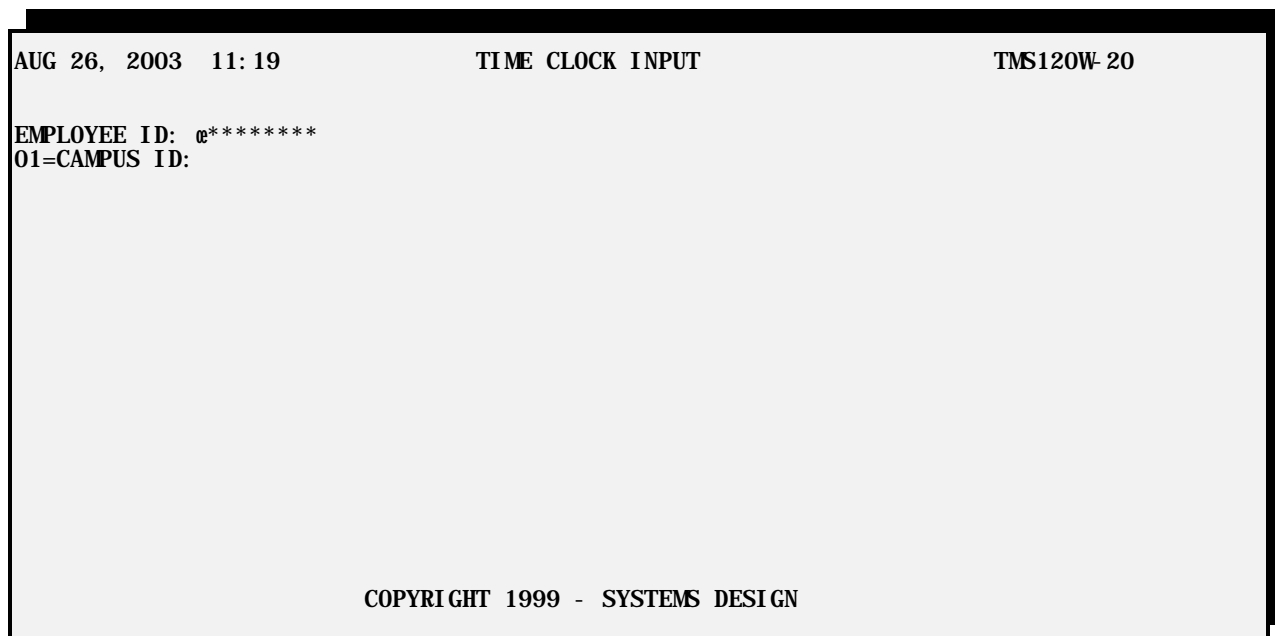 AUG 26, 2003 11:19 TIME CLOCK INPUT TMS120W-20
EMPLOYEE ID: œ********
01=CAMPUS ID:
COPYRIGHT 1999 - SYSTEMS DESIGN